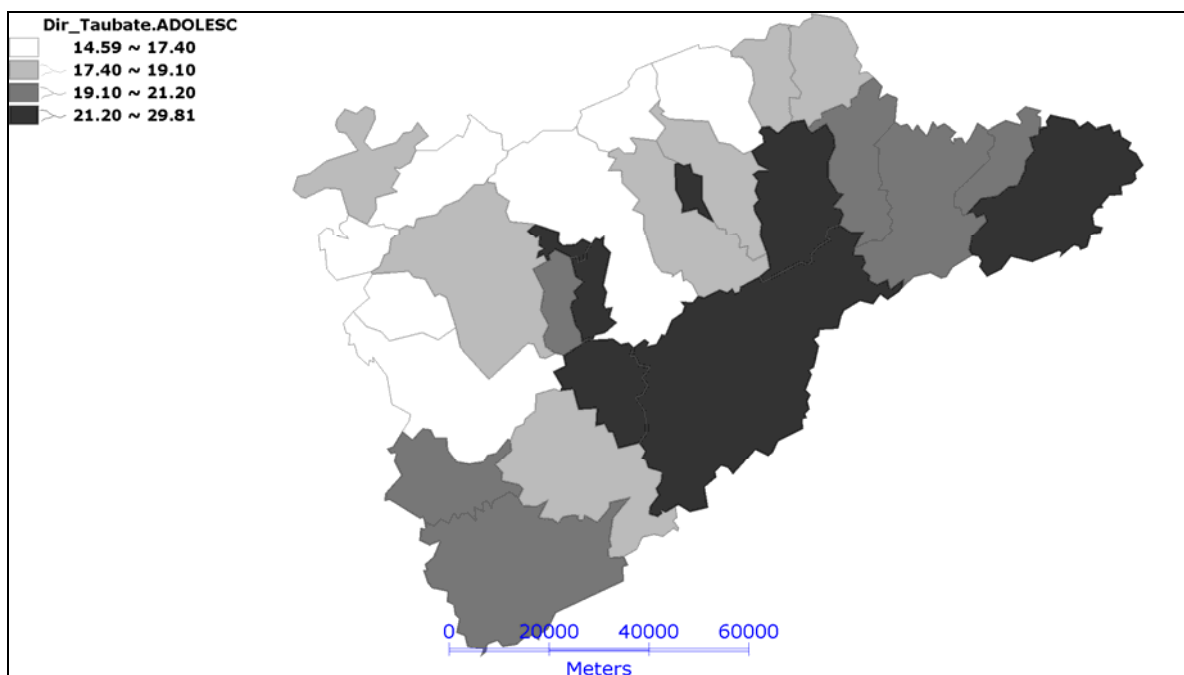 Dir_Taubate.ADOLESC
14.59 ~ 17.40
17.40 ~ 19.10
19.10 ~ 21.20
21.20 ~ 29.81
0 20000 40000 60000
Meters